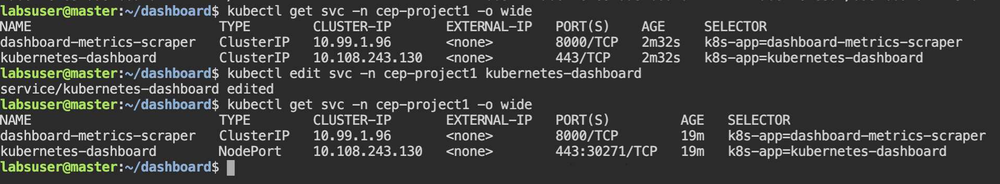 labsuser@master:~/dashboard$ kubectl get svc -n cep-project1 -o wide
NAME TYPE CLUSTER-IP EXTERNAL-IP PORT(S) AGE SELECTOR
dashboard-metrics-scraper ClusterIP 10.99.1.96 <none> 8000/TCP 2m32s k8s-app=dashboard-metrics-scraper
kubernetes-dashboard ClusterIP 10.108.243.130 <none> 443/TCP 2m32s k8s-app=kubernetes-dashboard
labsuser@master:~/dashboard$ kubectl edit svc -n cep-project1 kubernetes-dashboard
service/kubernetes-dashboard edited
labsuser@master:~/dashboard$ kubectl get svc -n cep-project1 -o wide
NAME TYPE CLUSTER-IP EXTERNAL-IP PORT(S) AGE SELECTOR
dashboard-metrics-scraper ClusterIP 10.99.1.96 <none> 8000/TCP 19m k8s-app=dashboard-metrics-scraper
kubernetes-dashboard NodePort 10.108.243.130 <none> 443:30271/TCP 19m k8s-app=kubernetes-dashboard
labsuser@master:~/dashboard$